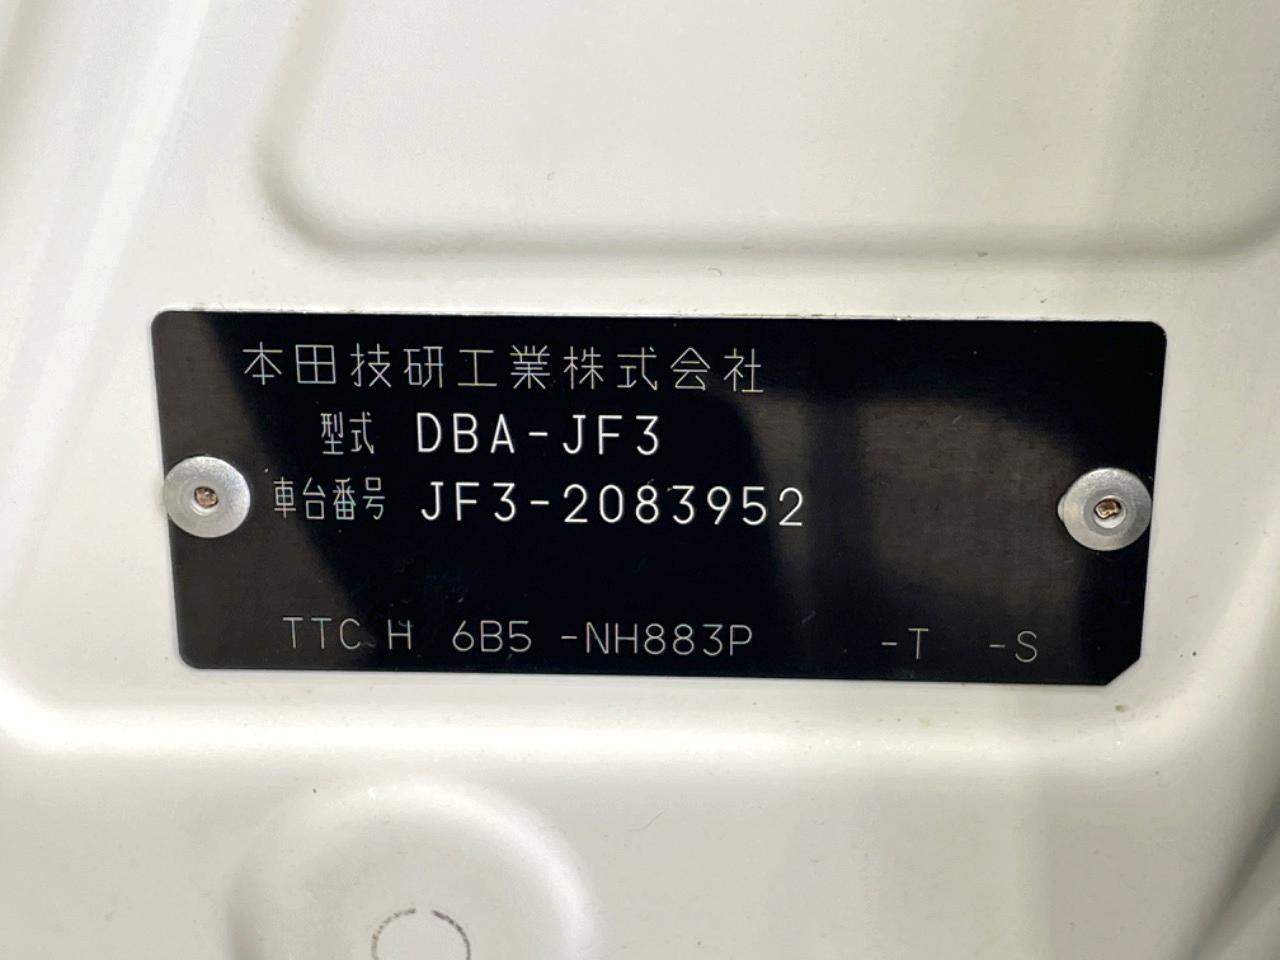 本田技研工業株式会社
型式 DBA-JF3
車台番号 JF3-2083952
TTC H 6B5 -NH883P -T -S